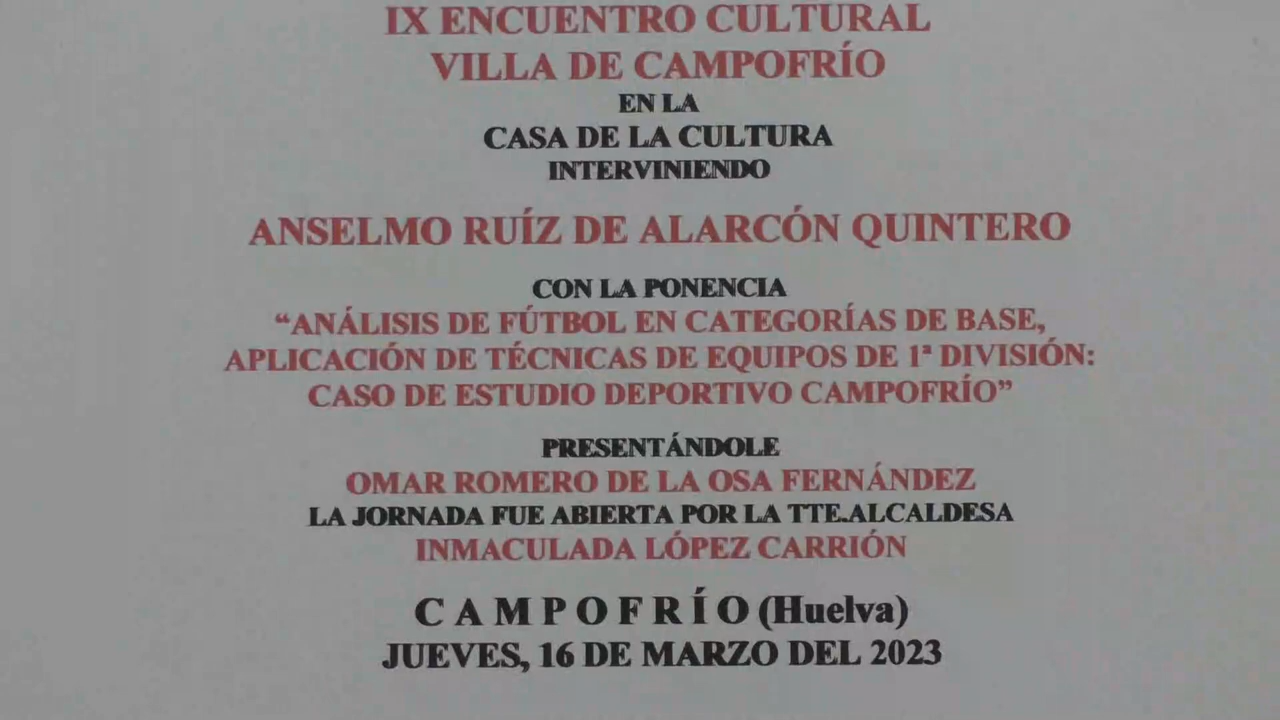 IX ENCUENTRO CULTURAL
VILLA DE CAMPOFRÍO
EN LA
CASA DE LA CULTURA
INTERVINIENDO
ANSELMO RUÍZ DE ALARCÓN QUINTERO
CON LA PONENCIA
“ANÁLISIS DE FÚTBOL EN CATEGORÍAS DE BASE,
APLICACIÓN DE TÉCNICAS DE EQUIPOS DE 1ª DIVISIÓN:
CASO DE ESTUDIO DEPORTIVO CAMPOFRÍO”
PRESENTÁNDOLE
OMAR ROMERO DE LA OSA FERNÁNDEZ
LA JORNADA FUE ABIERTA POR LA TTE.ALCALDESA
INMACULADA LÓPEZ CARRIÓN
C A M P O F R Í O (Huelva)
JUEVES, 16 DE MARZO DEL 2023